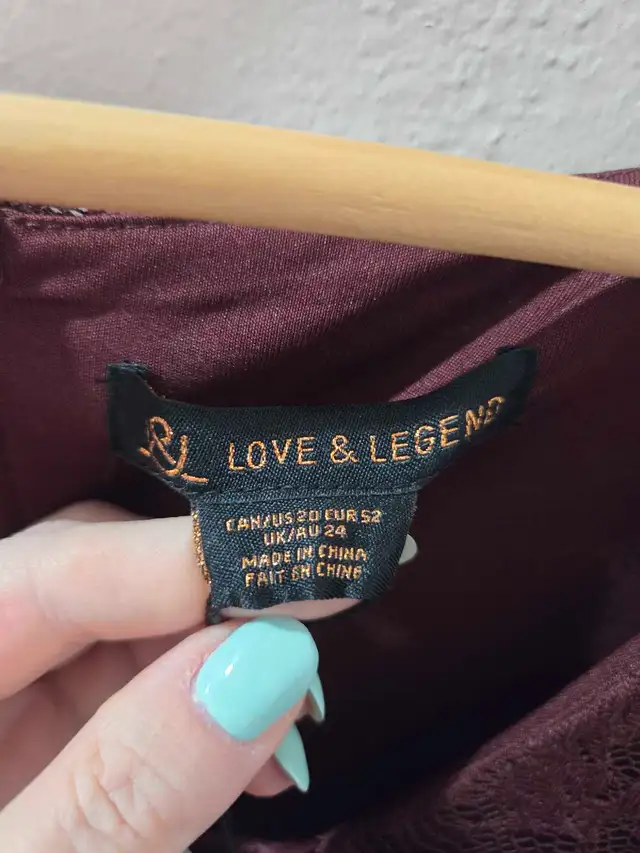 LOVE & LEGEND
CAN/US 20 EUR 52
UK/AU 24
MADE IN CHINA
FAIT EN CHINE